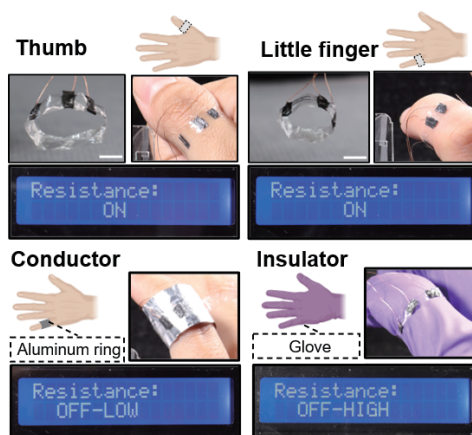 Thumb
Little finger
Resistance:
ON
Resistance:
ON
Conductor
Insulator
Aluminum ring
Glove
Resistance:
OFF-LOW
Resistance:
OFF-HIGH